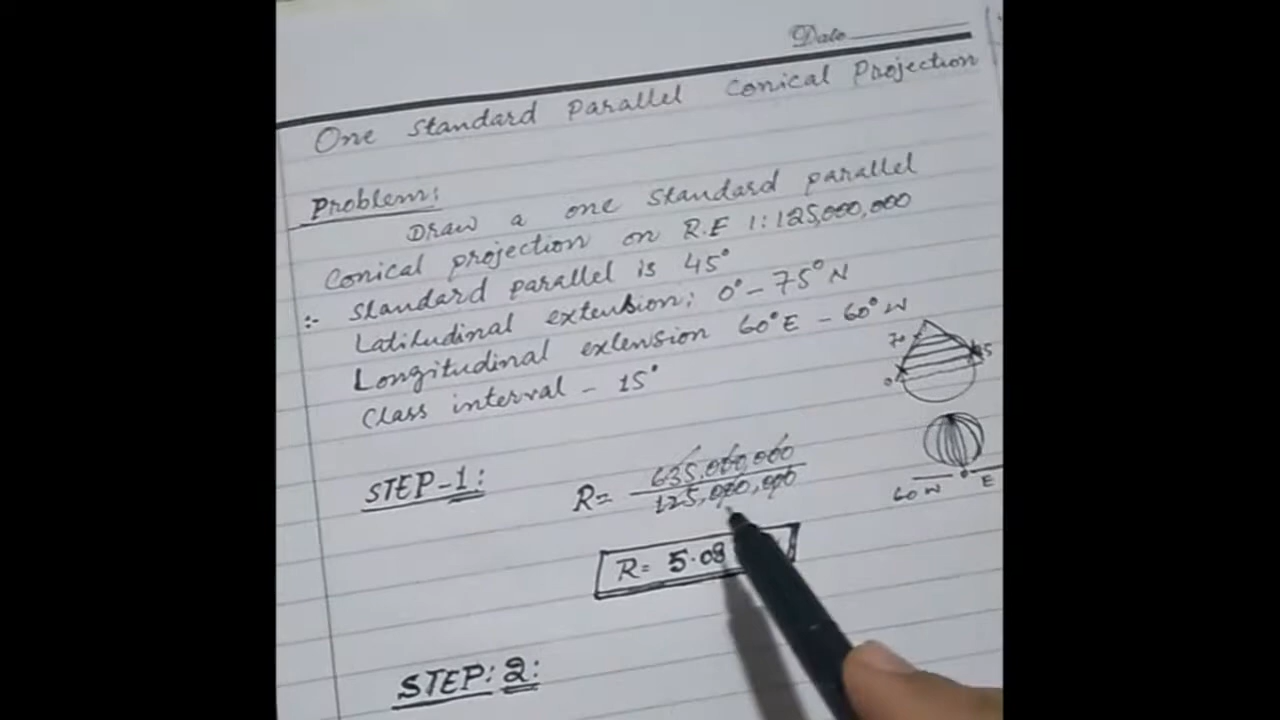 Date
One Standard Parallel Conical Projection
Problem:
Draw a one standard parallel
Conical projection on R.F 1:125,000,000
:- Standard parallel is 45°
Latitudinal extension: 0° - 75° N
Longitudinal extension 60°E - 60° W
Class interval - 15°
70
45
0
60 W
E
STEP-1:
R= 635,000,000
125,000,000
R= 5.08
STEP: 2: